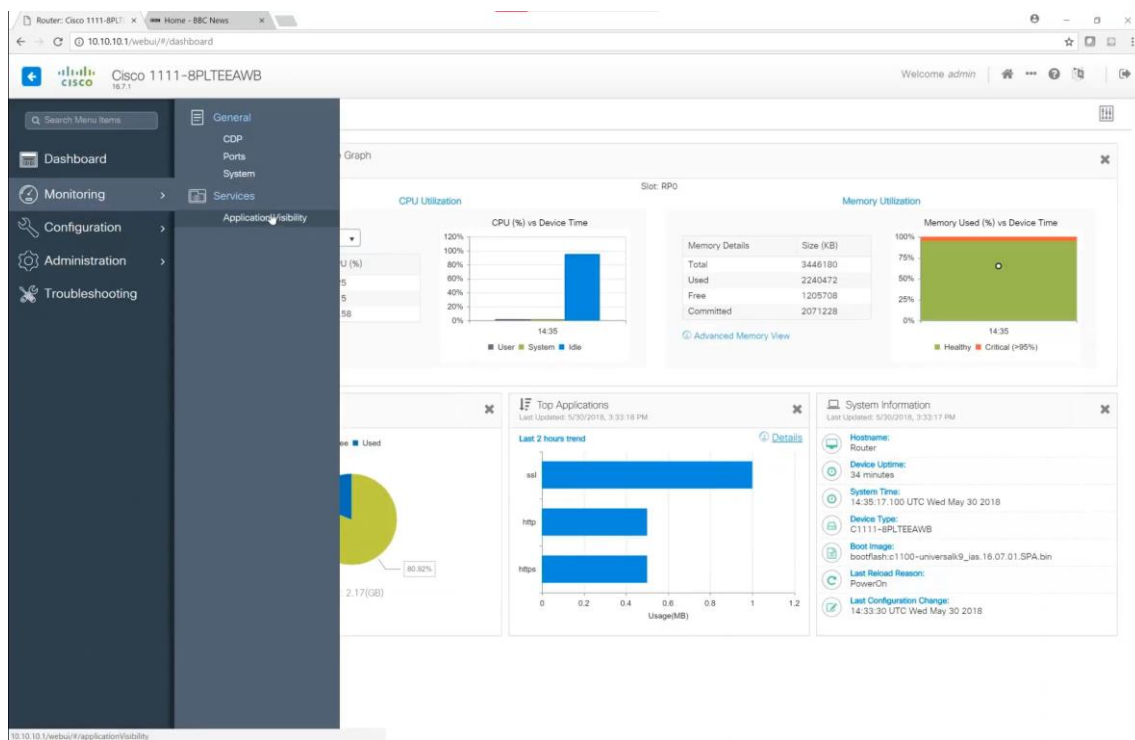 Router: Cisco 1111-8PLT
Home - BBC News
10.10.10.1/webui/#/dashboard
CISCO
Cisco 1111-8PLTEEAWB
16.7.1
Welcome admin
Search Menu Items
Dashboard
Monitoring
Configuration
Administration
Troubleshooting
General
CDP
Ports
System
Services
Application Visibility
Graph
Slot: RP0
CPU Utilization
CPU (%) vs Device Time
120%
100%
80%
60%
40%
20%
0%
14:35
User System Idle
U (%)
5
58
Memory Utilization
Memory Details Size (KB)
Total 3446180
Used 2240472
Free 1205708
Committed 2071228
Advanced Memory View
Memory Used (%) vs Device Time
100%
75%
50%
25%
0%
14:35
Healthy Critical (>95%)
ee Used
80.92%
: 2.17(GB)
Top Applications
Last Updated: 5/30/2018, 3:33:18 PM
Last 2 hours trend Details
ssl
http
https
0 0.2 0.4 0.6 0.8 1 1.2
Usage(MB)
System Information
Last Updated: 5/30/2018, 3:33:17 PM
Hostname:
Router
Device Uptime:
34 minutes
System Time:
14:35:17.100 UTC Wed May 30 2018
Device Type:
C1111-8PLTEEAWB
Boot Image:
bootflash:c1100-universalk9_ias.16.07.01.SPA.bin
Last Reload Reason:
PowerOn
Last Configuration Change:
14:33:30 UTC Wed May 30 2018
10.10.10.1/webui/#/applicationVisibility